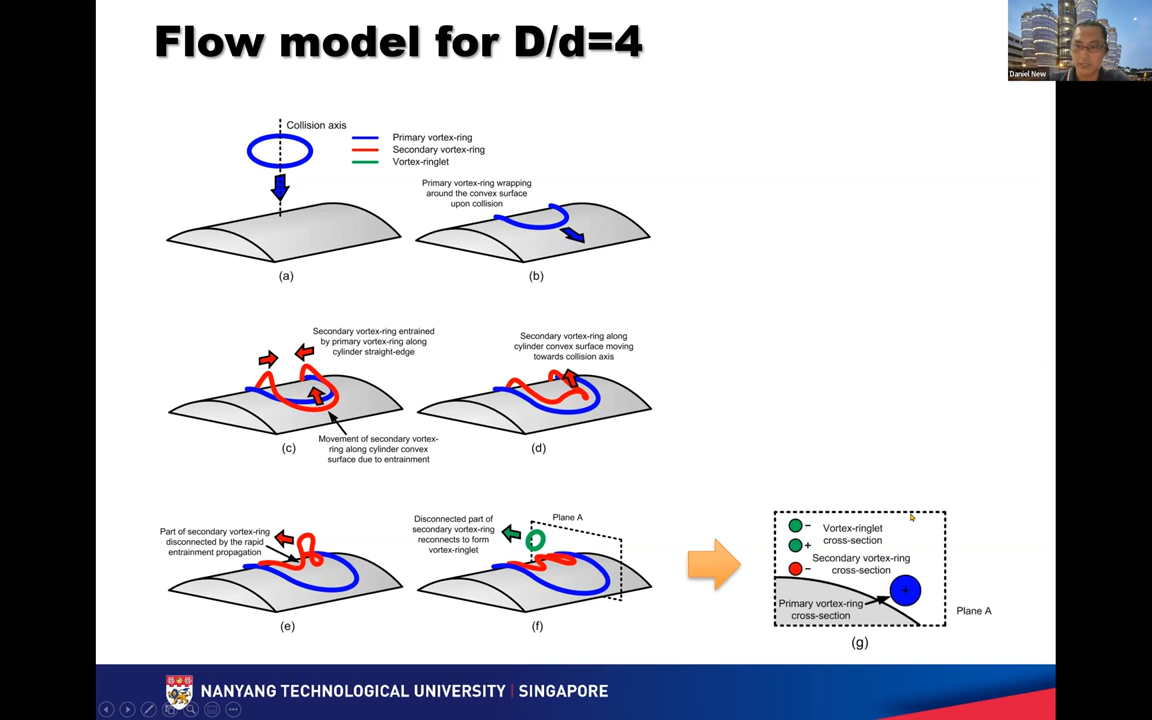 Flow model for D/d=4
Daniel New
Collision axis
Primary vortex-ring
Secondary vortex-ring
Vortex-ringlet
(a)
Primary vortex-ring wrapping
around the convex surface
upon collision
(b)
Secondary vortex-ring entrained
by primary vortex-ring along
cylinder straight-edge
Movement of secondary vortex-
ring along cylinder convex
surface due to entrainment
(c)
Secondary vortex-ring along
cylinder convex surface moving
towards collision axis
(d)
Part of secondary vortex-ring
disconnected by the rapid
entrainment propagation
(e)
Disconnected part of
secondary vortex-ring
reconnects to form
vortex-ringlet
Plane A
(f)
Vortex-ringlet
cross-section
Secondary vortex-ring
cross-section
-
+
-
+
Primary vortex-ring
cross-section
Plane A
(g)
NANYANG TECHNOLOGICAL UNIVERSITY | SINGAPORE